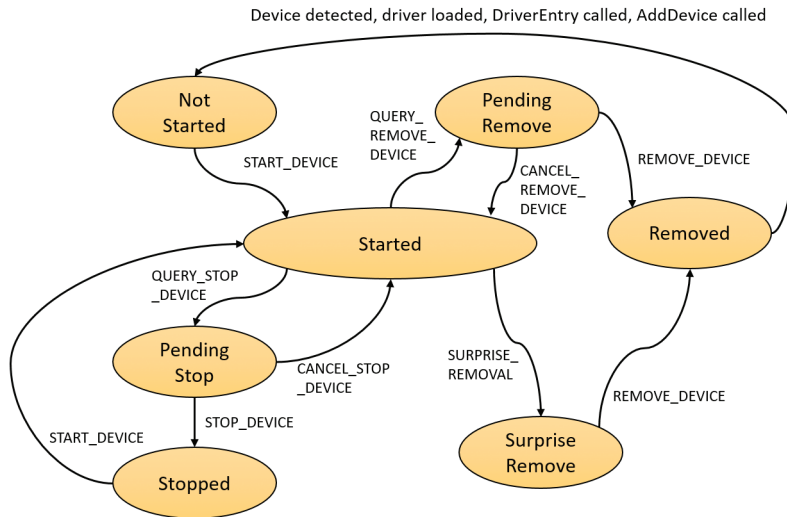 Device detected, driver loaded, DriverEntry called, AddDevice called
Not
Started
QUERY_
REMOVE_
DEVICE
Pending
Remove
START_DEVICE
CANCEL_
REMOVE_
DEVICE
REMOVE_DEVICE
Started
Removed
QUERY_STOP
_DEVICE
Pending
Stop
CANCEL_STOP
_DEVICE
SURPRISE_
REMOVAL
REMOVE_DEVICE
START_DEVICE
STOP_DEVICE
Surprise
Remove
Stopped